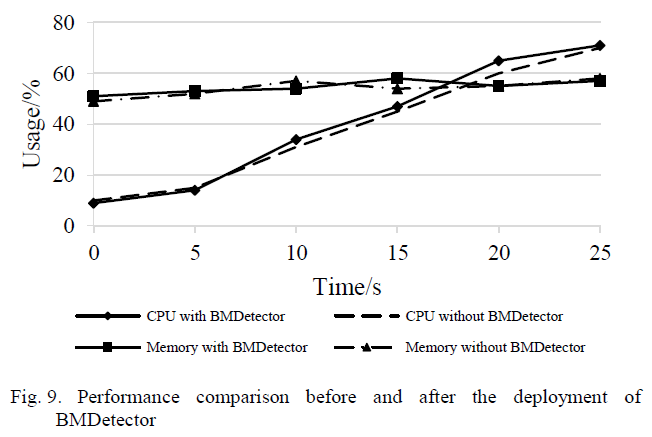 80
60
40
20
0
Usage/%
0 5 10 15 20 25
Time/s
CPU with BMDetector CPU without BMDetector
Memory with BMDetector Memory without BMDetector
Fig. 9. Performance comparison before and after the deployment of
BMDetector